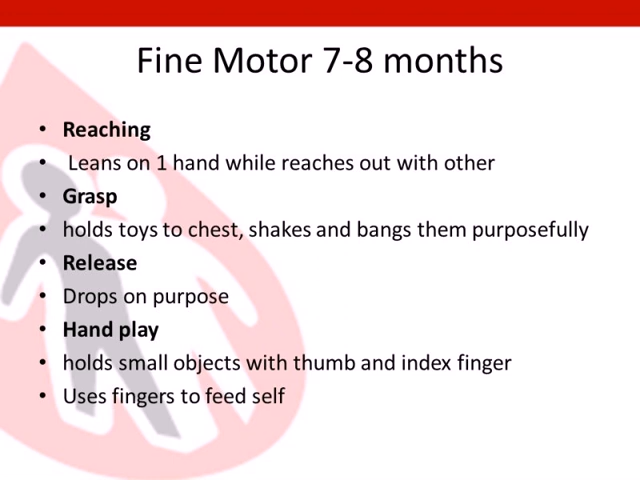 Fine Motor 7-8 months
• Reaching
• Leans on 1 hand while reaches out with other
• Grasp
• holds toys to chest, shakes and bangs them purposefully
• Release
• Drops on purpose
• Hand play
• holds small objects with thumb and index finger
• Uses fingers to feed self